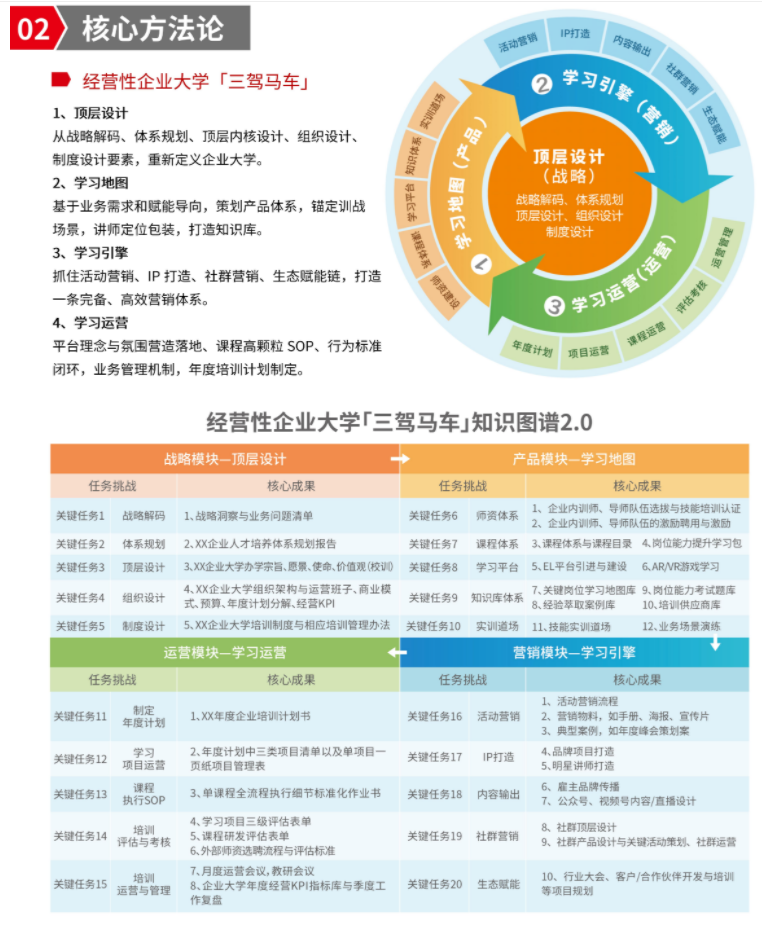 02 核心方法论
经营性企业大学「三驾马车」
1、顶层设计
从战略解码、体系规划、顶层内核设计、组织设计、
制度设计要素，重新定义企业大学。
2、学习地图
基于业务需求和赋能导向，策划产品体系，锚定训战
场景，讲师定位包装，打造知识库。
3、学习引擎
抓住活动营销、IP 打造、社群营销、生态赋能链，打造
一条完备、高效营销体系。
4、学习运营
平台理念与氛围营造落地、课程高颗粒 SOP、行为标准
闭环，业务管理机制，年度培训计划制定。
顶层设计
（战略）
战略解码、体系规划
顶层设计、组织设计
制度设计
1 学习地图（产品）
师资建设
课程体系
学习平台
知识体系
实训道场
2 学习引擎（营销）
活动营销
IP打造
内容输出
社群营销
生态赋能
3 学习运营(运营)
年度计划
项目运营
课程运营
评估考核
运营管理
经营性企业大学「三驾马车」知识图谱2.0
战略模块—顶层设计
任务挑战 核心成果
关键任务1 战略解码 1、战略洞察与业务问题清单
关键任务2 体系规划 2、XX企业人才培养体系规划报告
关键任务3 顶层设计 3、XX企业大学办学宗旨、愿景、使命、价值观（校训）
关键任务4 组织设计 4、XX企业大学组织架构与运营班子、商业模
式、预算、年度计划分解、经营KPI
关键任务5 制度设计 5、XX企业大学培训制度与相应培训管理办法
产品模块—学习地图
任务挑战 核心成果
关键任务6 师资体系 1、企业内训师、导师队伍选拔与技能培训认证
2、企业内训师、导师队伍的激励聘用与激励
关键任务7 课程体系 3、课程体系与课程目录 4、岗位能力提升学习包
关键任务8 学习平台 5、EL平台引进与建设 6、AR/VR游戏学习
关键任务9 知识库体系 7、关键岗位学习地图库 9、岗位能力考试题库
8、经验萃取案例库 10、培训供应商库
关键任务10 实训道场 11、技能实训道场 12、业务场景演练
运营模块—学习运营
任务挑战 核心成果
关键任务11 制定
年度计划 1、XX年度企业培训计划书
关键任务12 学习
项目运营 2、年度计划中三类项目清单以及单项目一
页纸项目管理表
关键任务13 课程
执行SOP 3、单课程全流程执行细节标准化作业书
关键任务14 培训
评估与考核 4、学习项目三级评估表单
5、课程研发评估表单
6、外部师资选聘流程与评估标准
关键任务15 培训
运营与管理 7、月度运营会议，教研会议
8、企业大学年度经营KPI指标库与季度工
作复盘
营销模块—学习引擎
任务挑战 核心成果
关键任务16 活动营销 1、活动营销流程
2、营销物料，如手册、海报、宣传片
3、典型案例，如年度峰会策划案
关键任务17 IP打造 4、品牌项目打造
5、明星讲师打造
关键任务18 内容输出 6、雇主品牌传播
7、公众号、视频号内容/直播设计
关键任务19 社群营销 8、社群顶层设计
9、社群产品设计与关键活动策划、社群运营
关键任务20 生态赋能 10、行业大会、客户/合作伙伴开发与培训
等项目规划